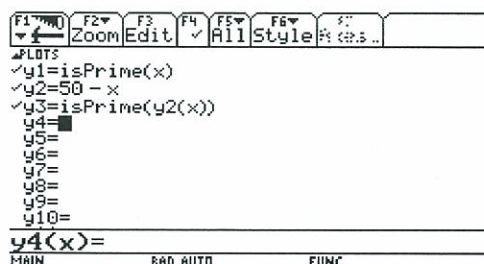 F1 F2 F3 F4 F5 F6
Zoom Edit ✓ All Style
PLOTS
✓y1=isPrime(x)
✓y2=50-x
✓y3=isPrime(y2(x))
y4=
y5=
y6=
y7=
y8=
y9=
y10=
y4(x)=
MAIN RAD AUTO FUNC